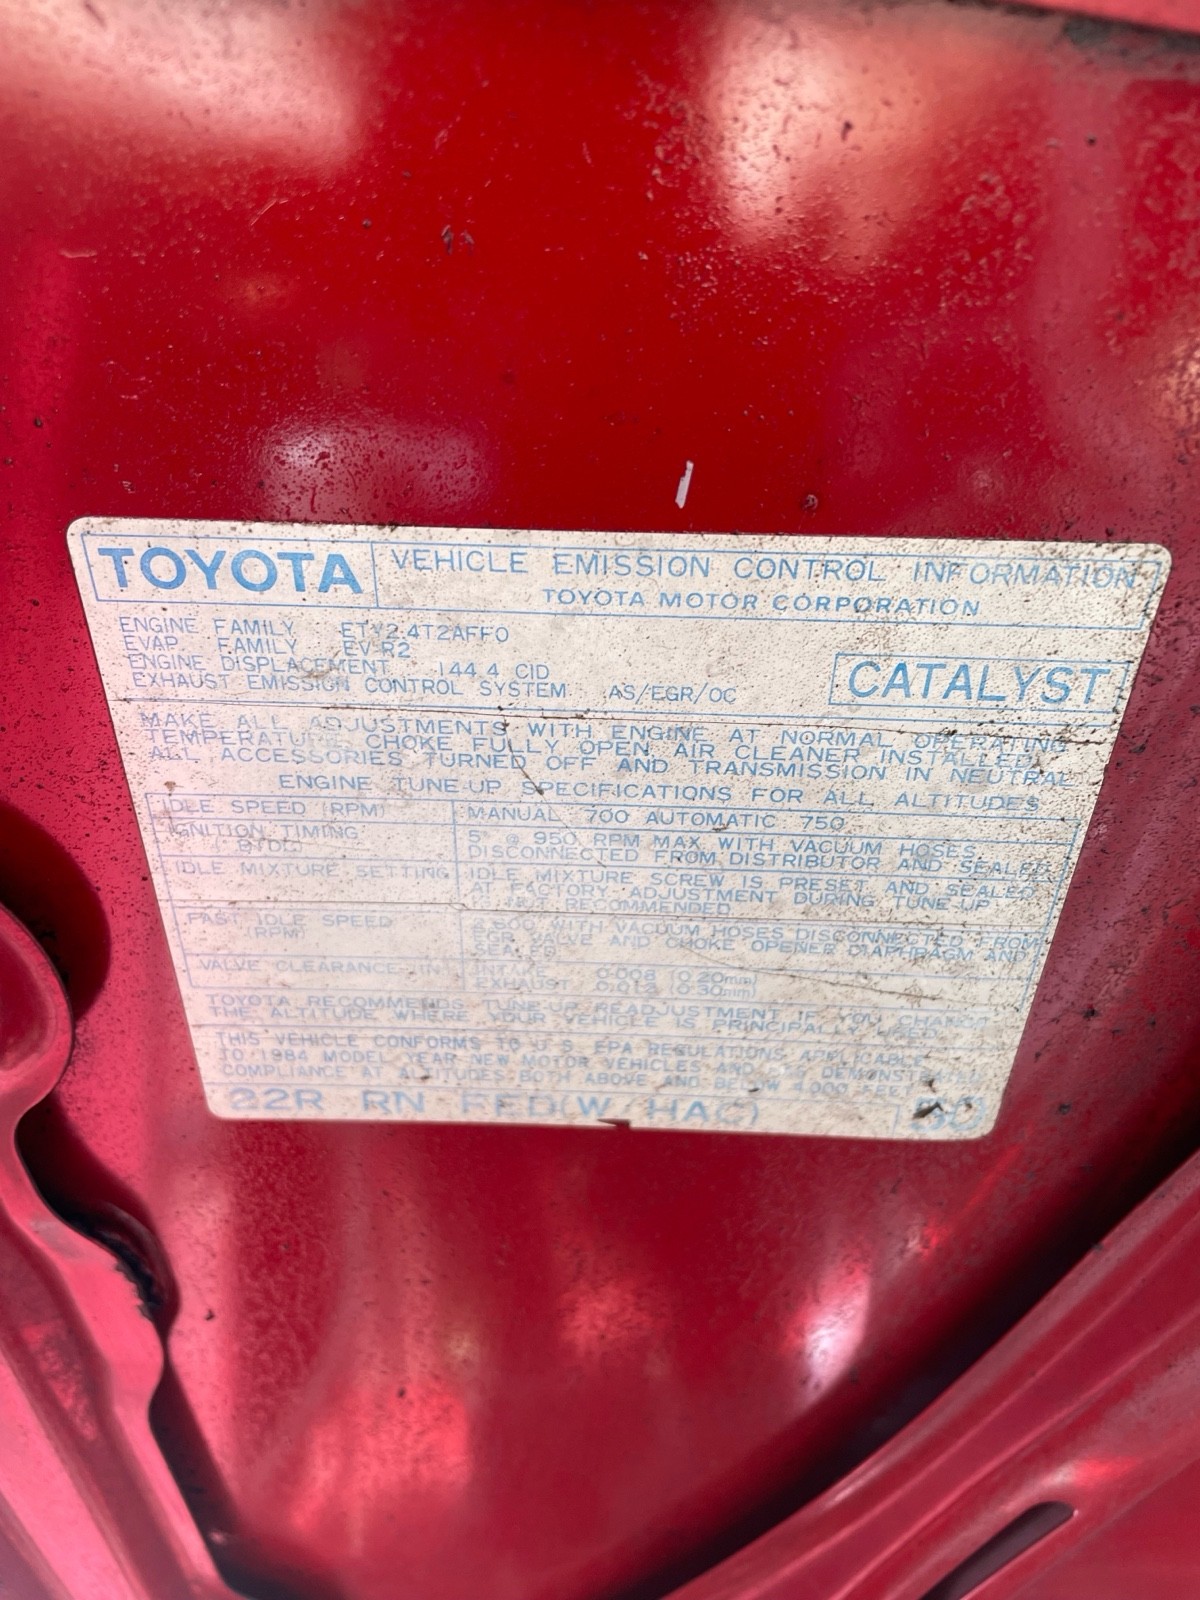 TOYOTA VEHICLE EMISSION CONTROL INFORMATION
TOYOTA MOTOR CORPORATION
ENGINE FAMILY ETY2.4T2AFF0
EVAP. FAMILY EV-R2
ENGINE DISPLACEMENT 144.4 CID
EXHAUST EMISSION CONTROL SYSTEM AS/EGR/OC
CATALYST
MAKE ALL ADJUSTMENTS WITH ENGINE AT NORMAL OPERATING
TEMPERATURE, CHOKE FULLY OPEN, AIR CLEANER INSTALLED,
ALL ACCESSORIES TURNED OFF AND TRANSMISSION IN NEUTRAL
ENGINE TUNE-UP SPECIFICATIONS FOR ALL ALTITUDES
IDLE SPEED (RPM) MANUAL 700 AUTOMATIC 750
IGNITION TIMING 5° @ 950 RPM MAX. WITH VACUUM HOSES
DISCONNECTED FROM DISTRIBUTOR AND SEALED
IDLE MIXTURE SETTING IDLE MIXTURE SCREW IS PRESET AND SEALED
AT FACTORY. ADJUSTMENT DURING TUNE-UP
IS NOT RECOMMENDED
FAST IDLE SPEED WITH VACUUM HOSES DISCONNECTED FROM
(RPM) EGR VALVE AND CHOKE OPENER DIAPHRAGM AND
SEALED
VALVE CLEARANCE IN. INTAKE 0.008 (0.20mm)
EXHAUST 0.012 (0.30mm)
TOYOTA RECOMMENDS TUNE-UP READJUSTMENT IF YOU CHANGE
THE ALTITUDE WHERE YOUR VEHICLE IS PRINCIPALLY USED.
THIS VEHICLE CONFORMS TO U.S. EPA REGULATIONS APPLICABLE
TO 1984 MODEL YEAR NEW MOTOR VEHICLES AND HAS DEMONSTRATED
COMPLIANCE AT ALTITUDES BOTH ABOVE AND BELOW 4,000 FEET
22R RN FED(W/HAC)